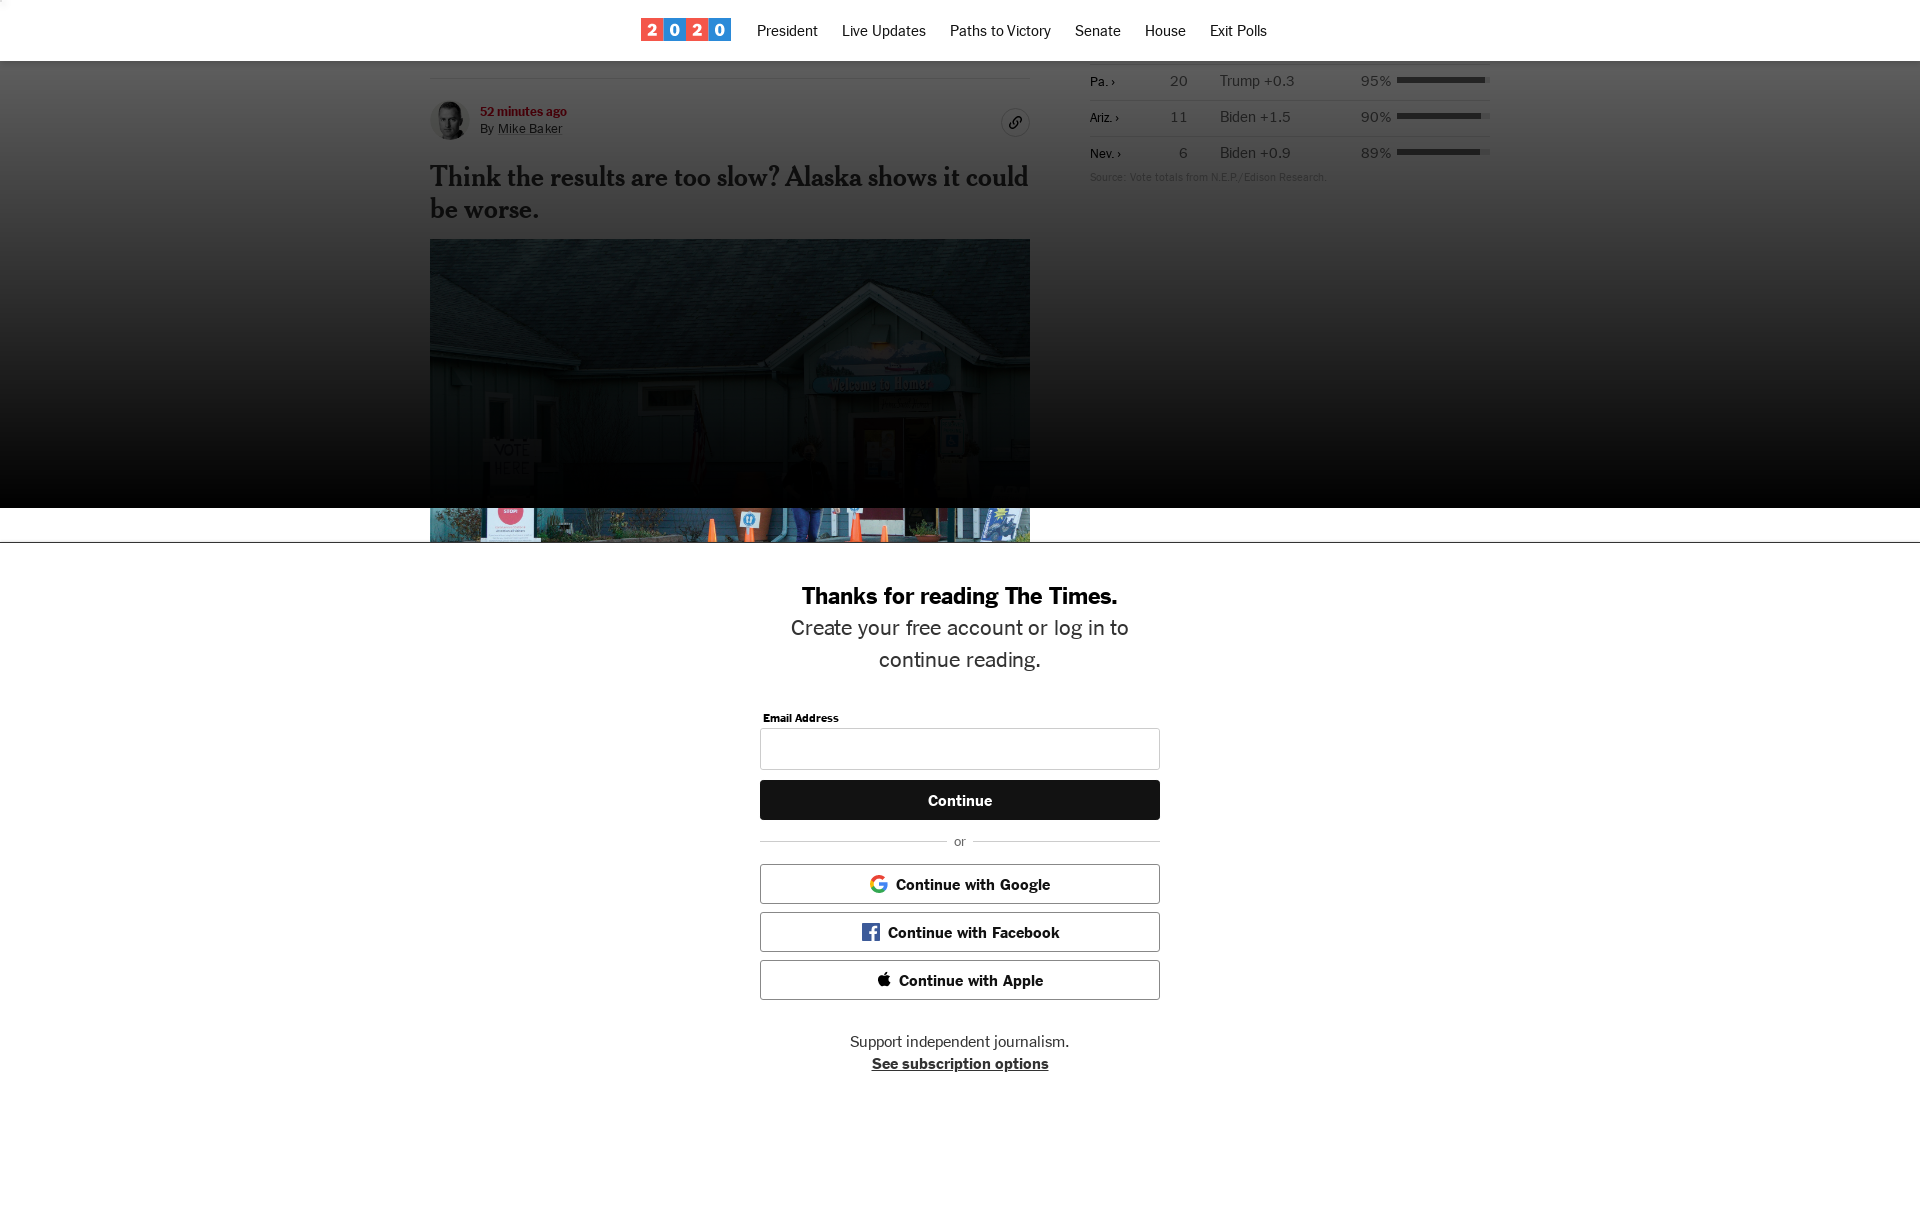 2020 President Live Updates Paths to Victory Senate House Exit Polls
52 minutes ago
By Mike Baker
Think the results are too slow? Alaska shows it could
be worse.
Pa. › 20 Trump +0.3 95%
Ariz. › 11 Biden +1.5 90%
Nev. › 6 Biden +0.9 89%
Source: Vote totals from N.E.P./Edison Research.
Welcome to Homer
VOTE
HERE
STOP
Thanks for reading The Times.
Create your free account or log in to
continue reading.
Email Address
Continue
or
Continue with Google
Continue with Facebook
Continue with Apple
Support independent journalism.
See subscription options